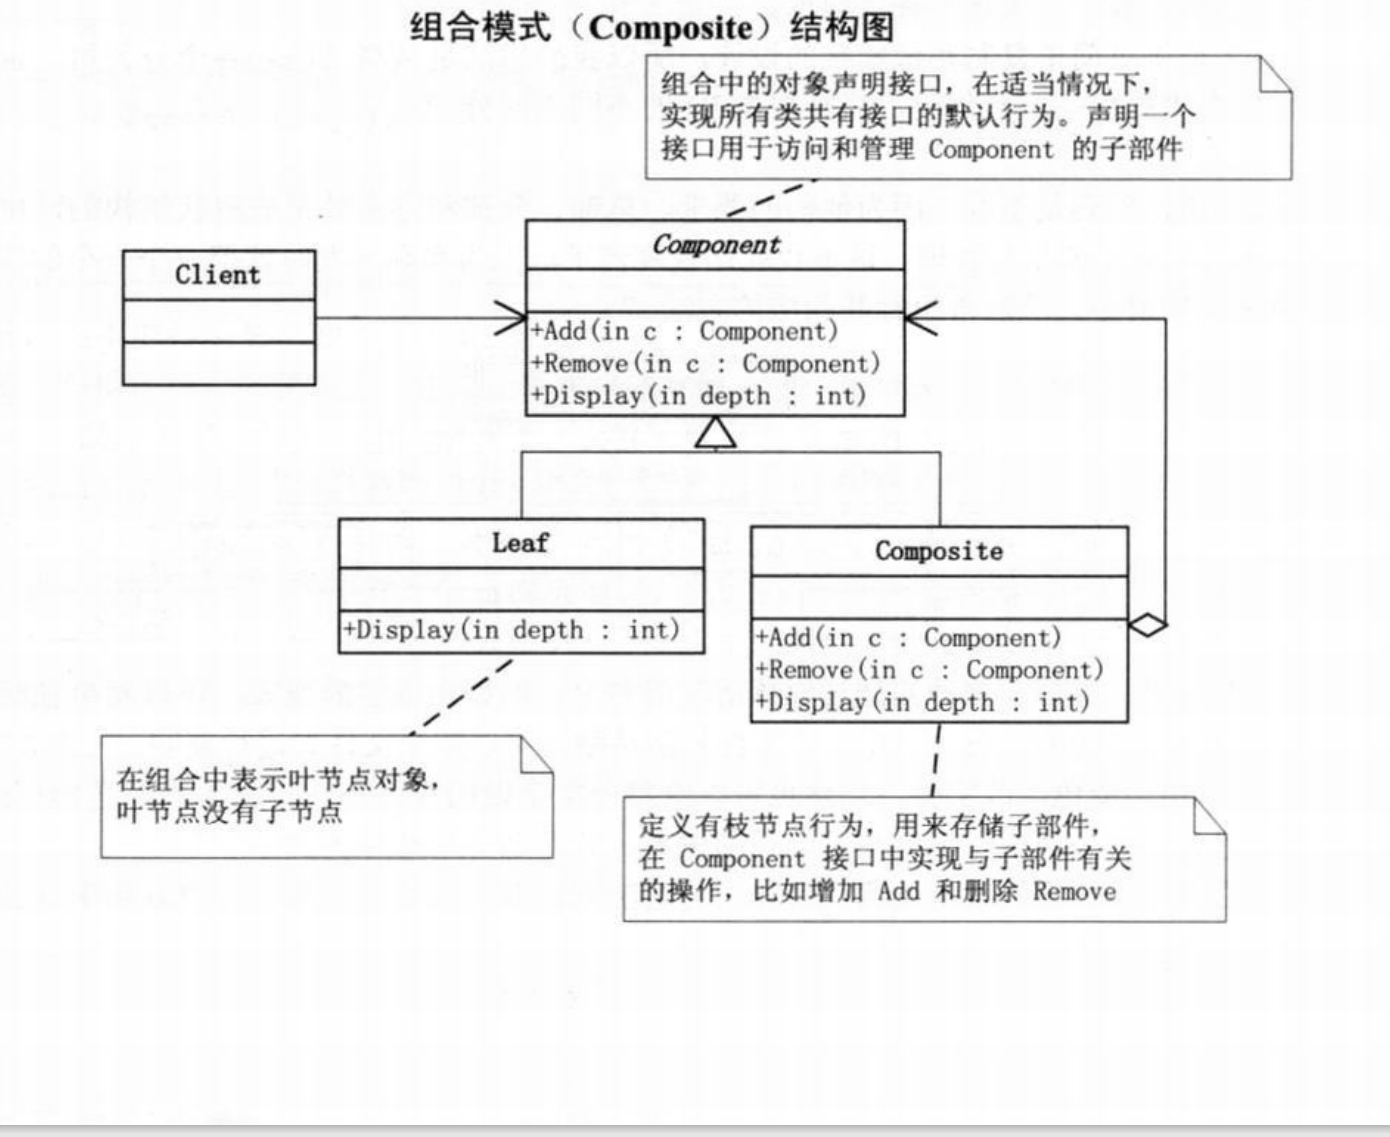 组合模式（Composite）结构图
组合中的对象声明接口，在适当情况下，
实现所有类共有接口的默认行为。声明一个
接口用于访问和管理 Component 的子部件
Component
+Add(in c : Component)
+Remove(in c : Component)
+Display(in depth : int)
Client
Leaf
+Display(in depth : int)
Composite
+Add(in c : Component)
+Remove(in c : Component)
+Display(in depth : int)
在组合中表示叶节点对象，
叶节点没有子节点
定义有枝节点行为，用来存储子部件，
在 Component 接口中实现与子部件有关
的操作，比如增加 Add 和删除 Remove